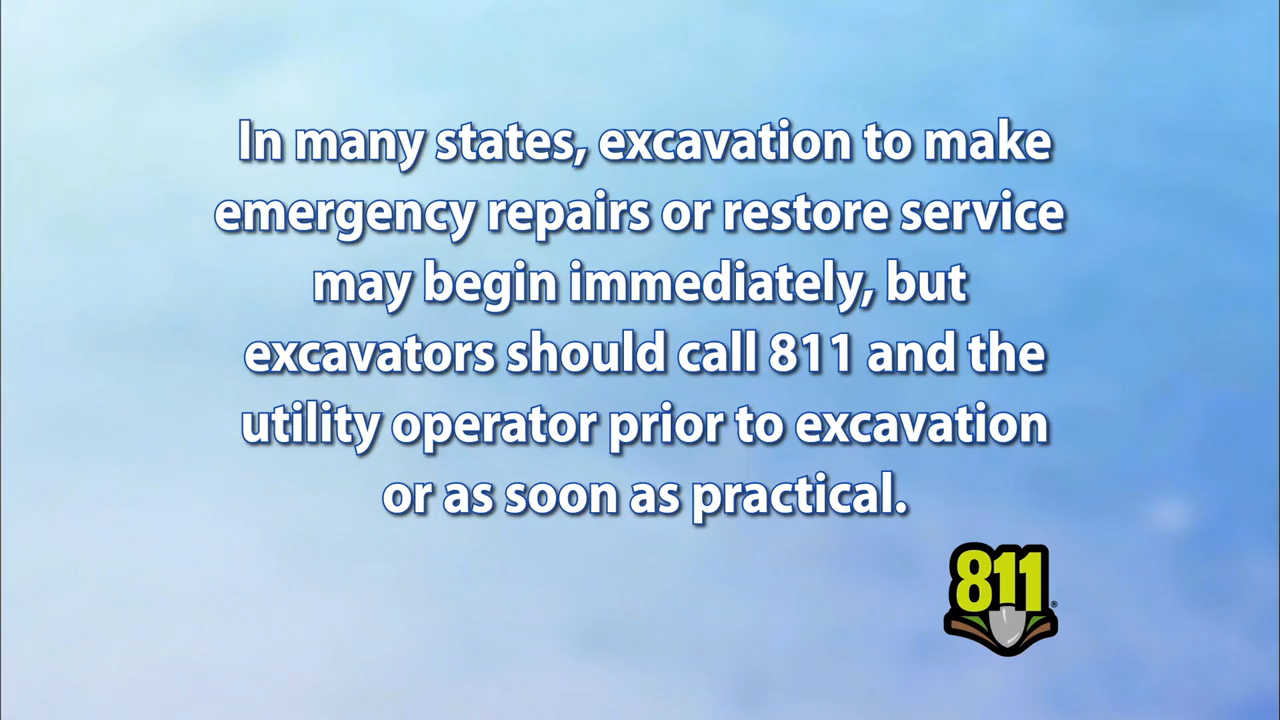 In many states, excavation to make
emergency repairs or restore service
may begin immediately, but
excavators should call 811 and the
utility operator prior to excavation
or as soon as practical.
811®